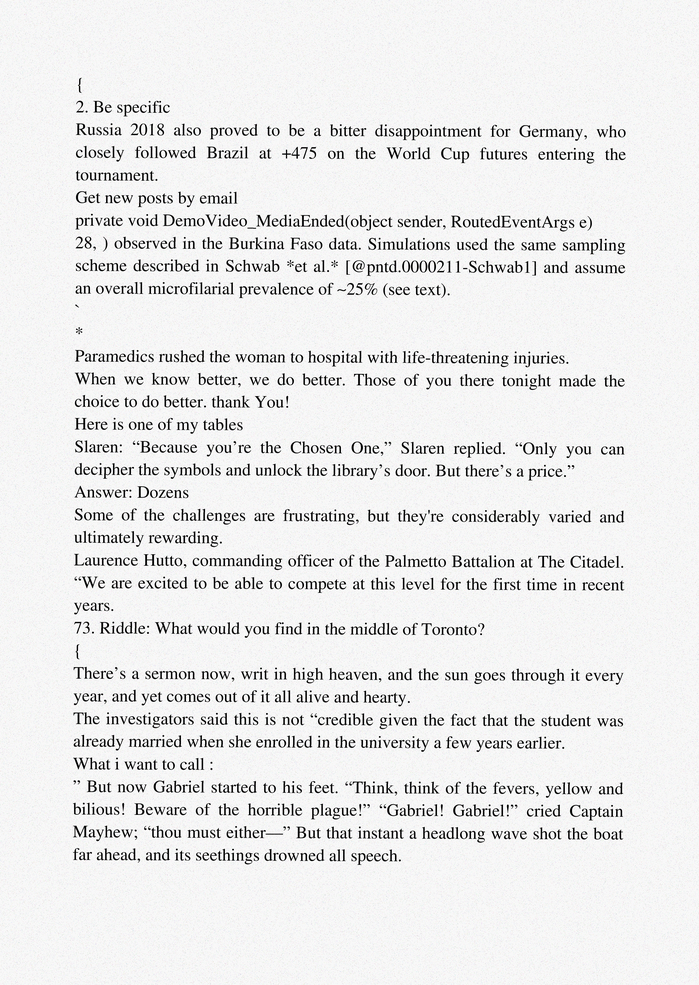 {
2. Be specific
Russia 2018 also proved to be a bitter disappointment for Germany, who
closely followed Brazil at +475 on the World Cup futures entering the
tournament.
Get new posts by email
private void DemoVideo_MediaEnded(object sender, RoutedEventArgs e)
28, ) observed in the Burkina Faso data. Simulations used the same sampling
scheme described in Schwab *et al.* [@pntd.0000211-Schwab1] and assume
an overall microfilarial prevalence of ~25% (see text).
`
*
Paramedics rushed the woman to hospital with life-threatening injuries.
When we know better, we do better. Those of you there tonight made the
choice to do better. thank You!
Here is one of my tables
Slaren: “Because you’re the Chosen One,” Slaren replied. “Only you can
decipher the symbols and unlock the library’s door. But there’s a price.”
Answer: Dozens
Some of the challenges are frustrating, but they're considerably varied and
ultimately rewarding.
Laurence Hutto, commanding officer of the Palmetto Battalion at The Citadel.
“We are excited to be able to compete at this level for the first time in recent
years.
73. Riddle: What would you find in the middle of Toronto?
{
There’s a sermon now, writ in high heaven, and the sun goes through it every
year, and yet comes out of it all alive and hearty.
The investigators said this is not “credible given the fact that the student was
already married when she enrolled in the university a few years earlier.
What i want to call :
” But now Gabriel started to his feet. “Think, think of the fevers, yellow and
bilious! Beware of the horrible plague!” “Gabriel! Gabriel!” cried Captain
Mayhew; “thou must either—” But that instant a headlong wave shot the boat
far ahead, and its seethings drowned all speech.